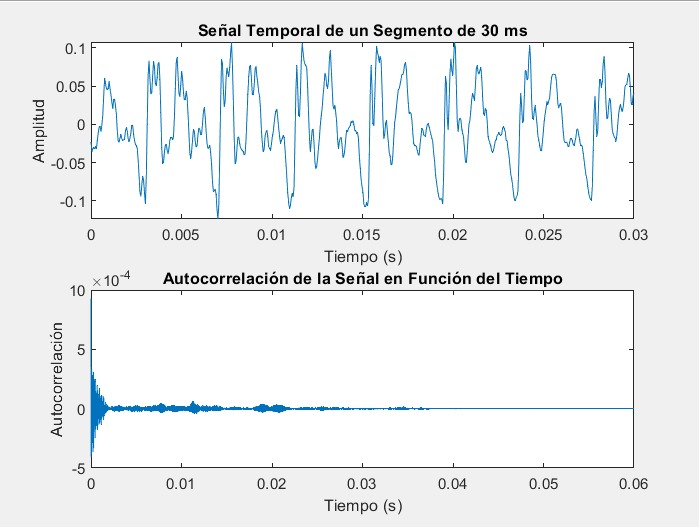 Señal Temporal de un Segmento de 30 ms
0.1
0.05
0
-0.05
-0.1
Amplitud
0 0.005 0.01 0.015 0.02 0.025 0.03
Tiempo (s)
×10-4
Autocorrelación de la Señal en Función del Tiempo
10
5
0
-5
Autocorrelación
0 0.01 0.02 0.03 0.04 0.05 0.06
Tiempo (s)